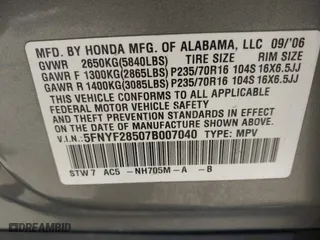 MFD. BY HONDA MFG. OF ALABAMA, LLC 09/'06
GVWR 2650KG(5840LBS) TIRE SIZE RIM SIZE
GAWR F 1300KG(2865LBS) P235/70R16 104S 16X6.5JJ
GAWR R 1400KG(3085LBS) P235/70R16 104S 16X6.5JJ
THIS VEHICLE CONFORMS TO ALL APPLICABLE FEDERAL
MOTOR VEHICLE SAFETY AND THEFT PREVENTION STANDARDS
IN EFFECT ON THE DATE OF MANUFACTURE SHOWN ABOVE.
V.I.N.: 5FNYF28507B007040 TYPE: MPV
STW7 AC5 -NH705M-A -B
DREAMBID